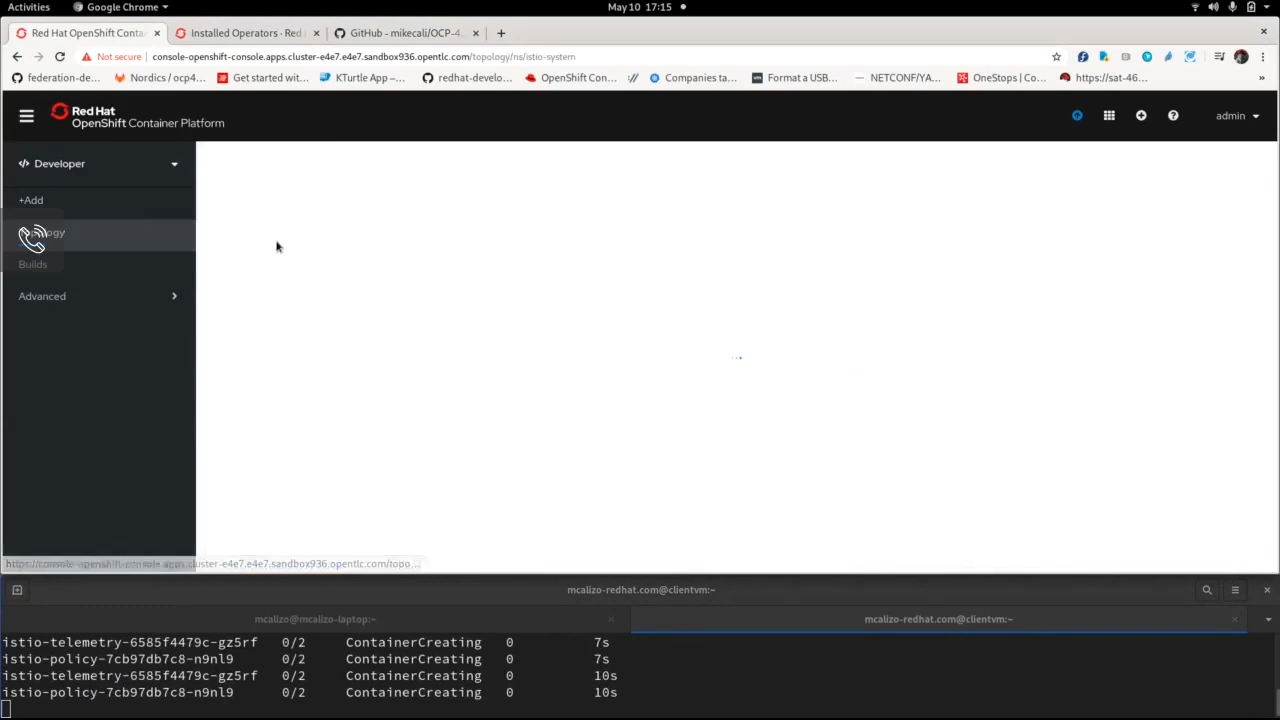 Activities
Google Chrome
May 10 17:15
Red Hat OpenShift Conta
Installed Operators · Red
GitHub - mikecali/OCP-4
Not secure
console-openshift-console.apps.cluster-e4e7.e4e7.sandbox936.opentlc.com/topology/ns/istio-system
federation-de...
Nordics / ocp4...
Get started wit...
KTurtle App –...
redhat-develo...
OpenShift Con...
Companies ta...
Format a USB...
NETCONF/YA...
OneStops | Co...
https://sat-46...
Red Hat
OpenShift Container Platform
admin
Developer
+Add
Builds
Advanced
mcalizo-redhat.com@clientvm:~
mcalizo@mcalizo-laptop:~
mcalizo-redhat.com@clientvm:~
istio-telemetry-6585f4479c-gz5rf 0/2 ContainerCreating 0 7s
istio-policy-7cb97db7c8-n9nl9 0/2 ContainerCreating 0 7s
istio-telemetry-6585f4479c-gz5rf 0/2 ContainerCreating 0 10s
istio-policy-7cb97db7c8-n9nl9 0/2 ContainerCreating 0 10s